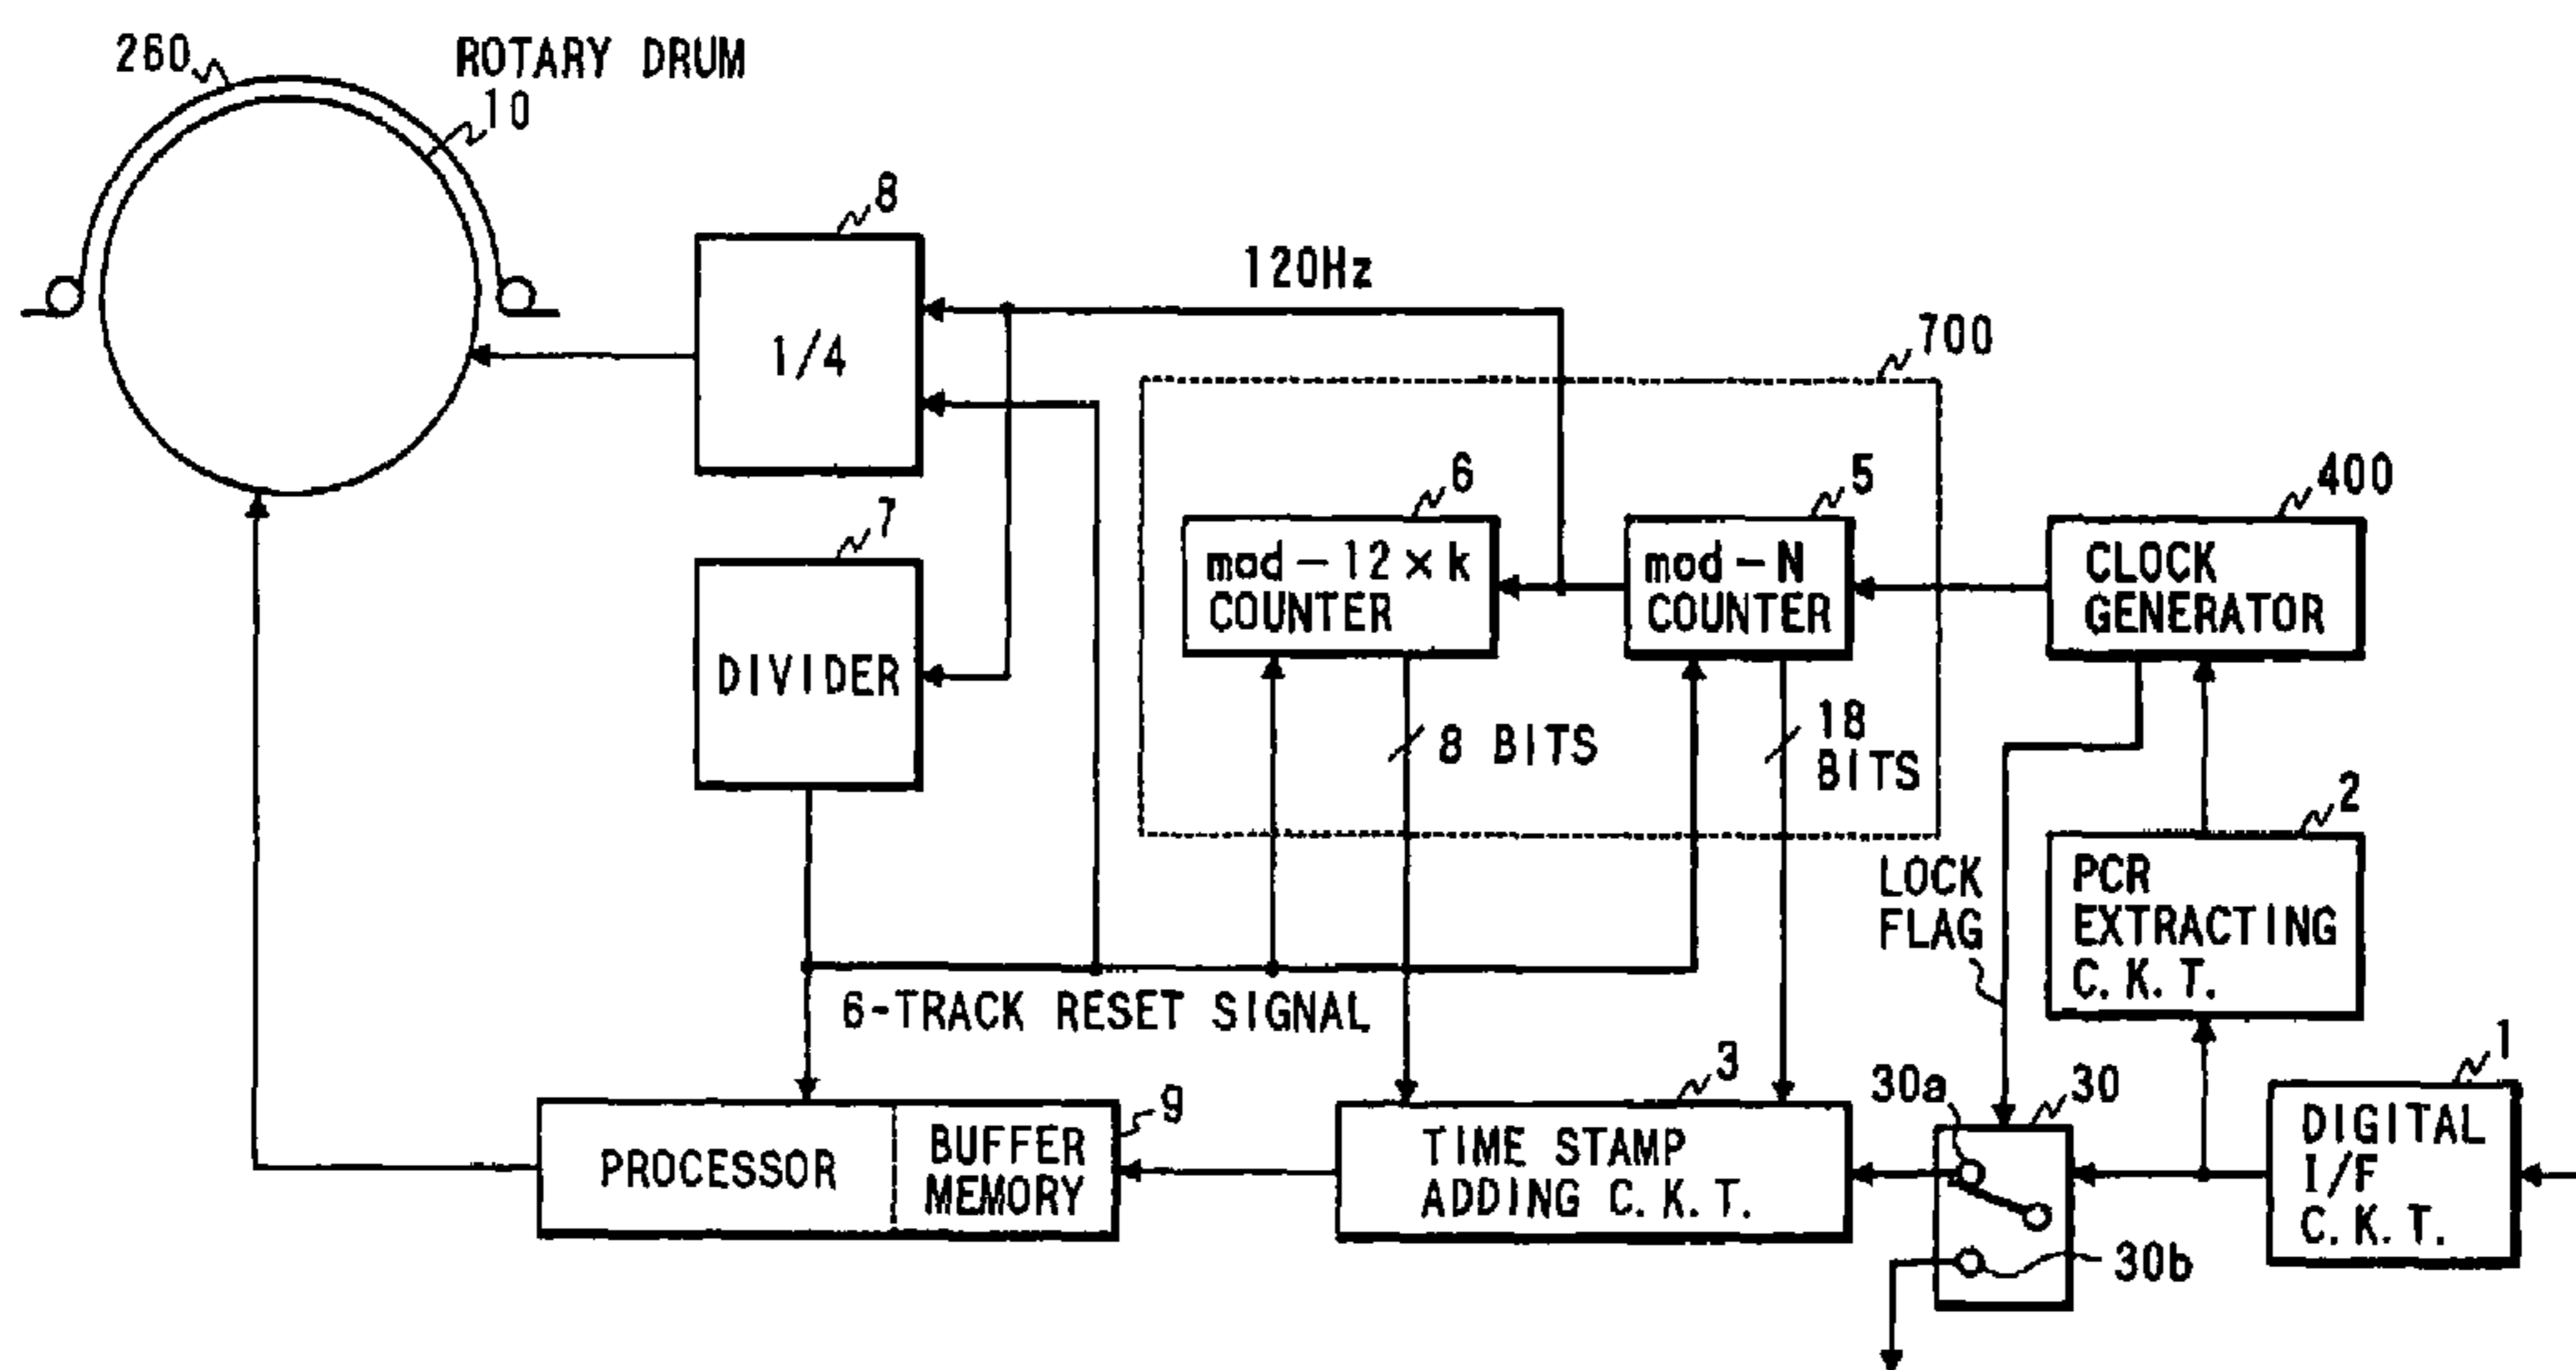 260
ROTARY DRUM
10
8
1/4
120Hz
700
6
mod-12×k
COUNTER
5
mod-N
COUNTER
400
CLOCK
GENERATOR
7
DIVIDER
8 BITS
18
BITS
2
PCR
EXTRACTING
C.K.T.
LOCK
FLAG
6-TRACK RESET SIGNAL
9
PROCESSOR
BUFFER
MEMORY
3
TIME STAMP
ADDING C.K.T.
30a
30
30b
1
DIGITAL
I/F
C.K.T.